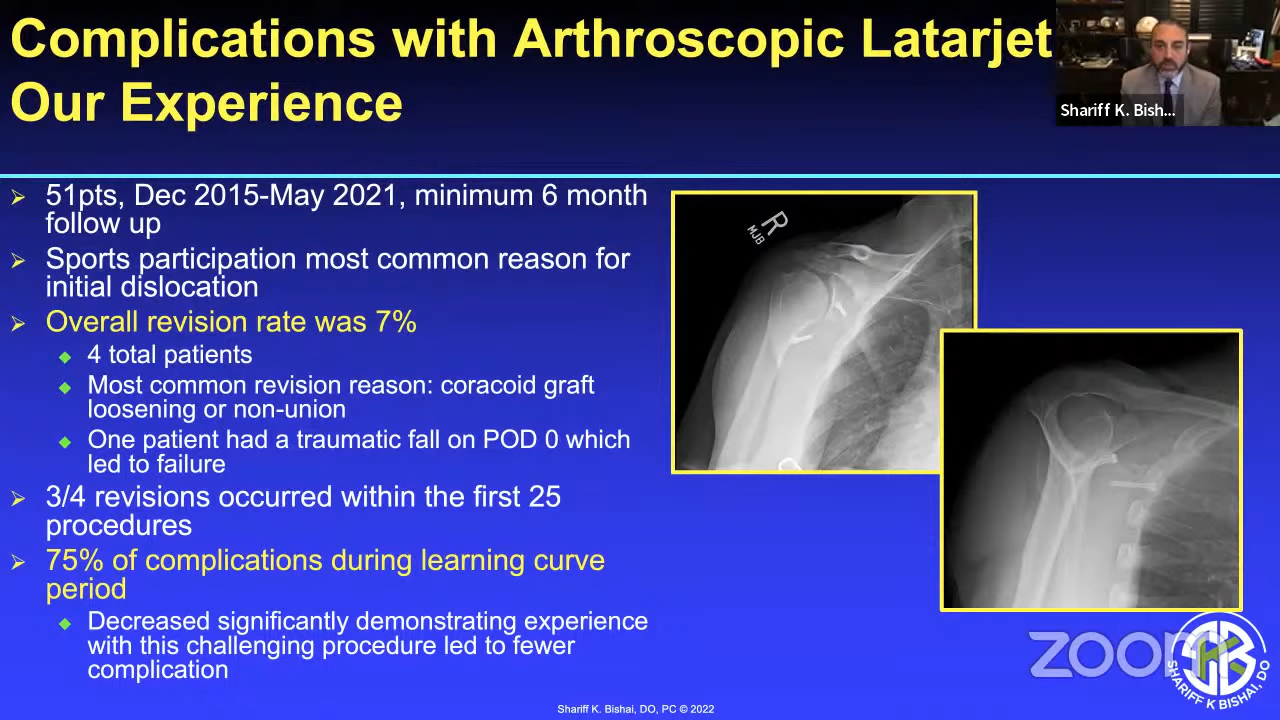 Complications with Arthroscopic Latarjet
Our Experience
Shariff K. Bish...
51pts, Dec 2015-May 2021, minimum 6 month
follow up
Sports participation most common reason for
initial dislocation
Overall revision rate was 7%
4 total patients
Most common revision reason: coracoid graft
loosening or non-union
One patient had a traumatic fall on POD 0 which
led to failure
3/4 revisions occurred within the first 25
procedures
75% of complications during learning curve
period
Decreased significantly demonstrating experience
with this challenging procedure led to fewer
complication
R
MJB
zoom
SHARIFF K BISHAI, DO
Shariff K. Bishai, DO, PC © 2022